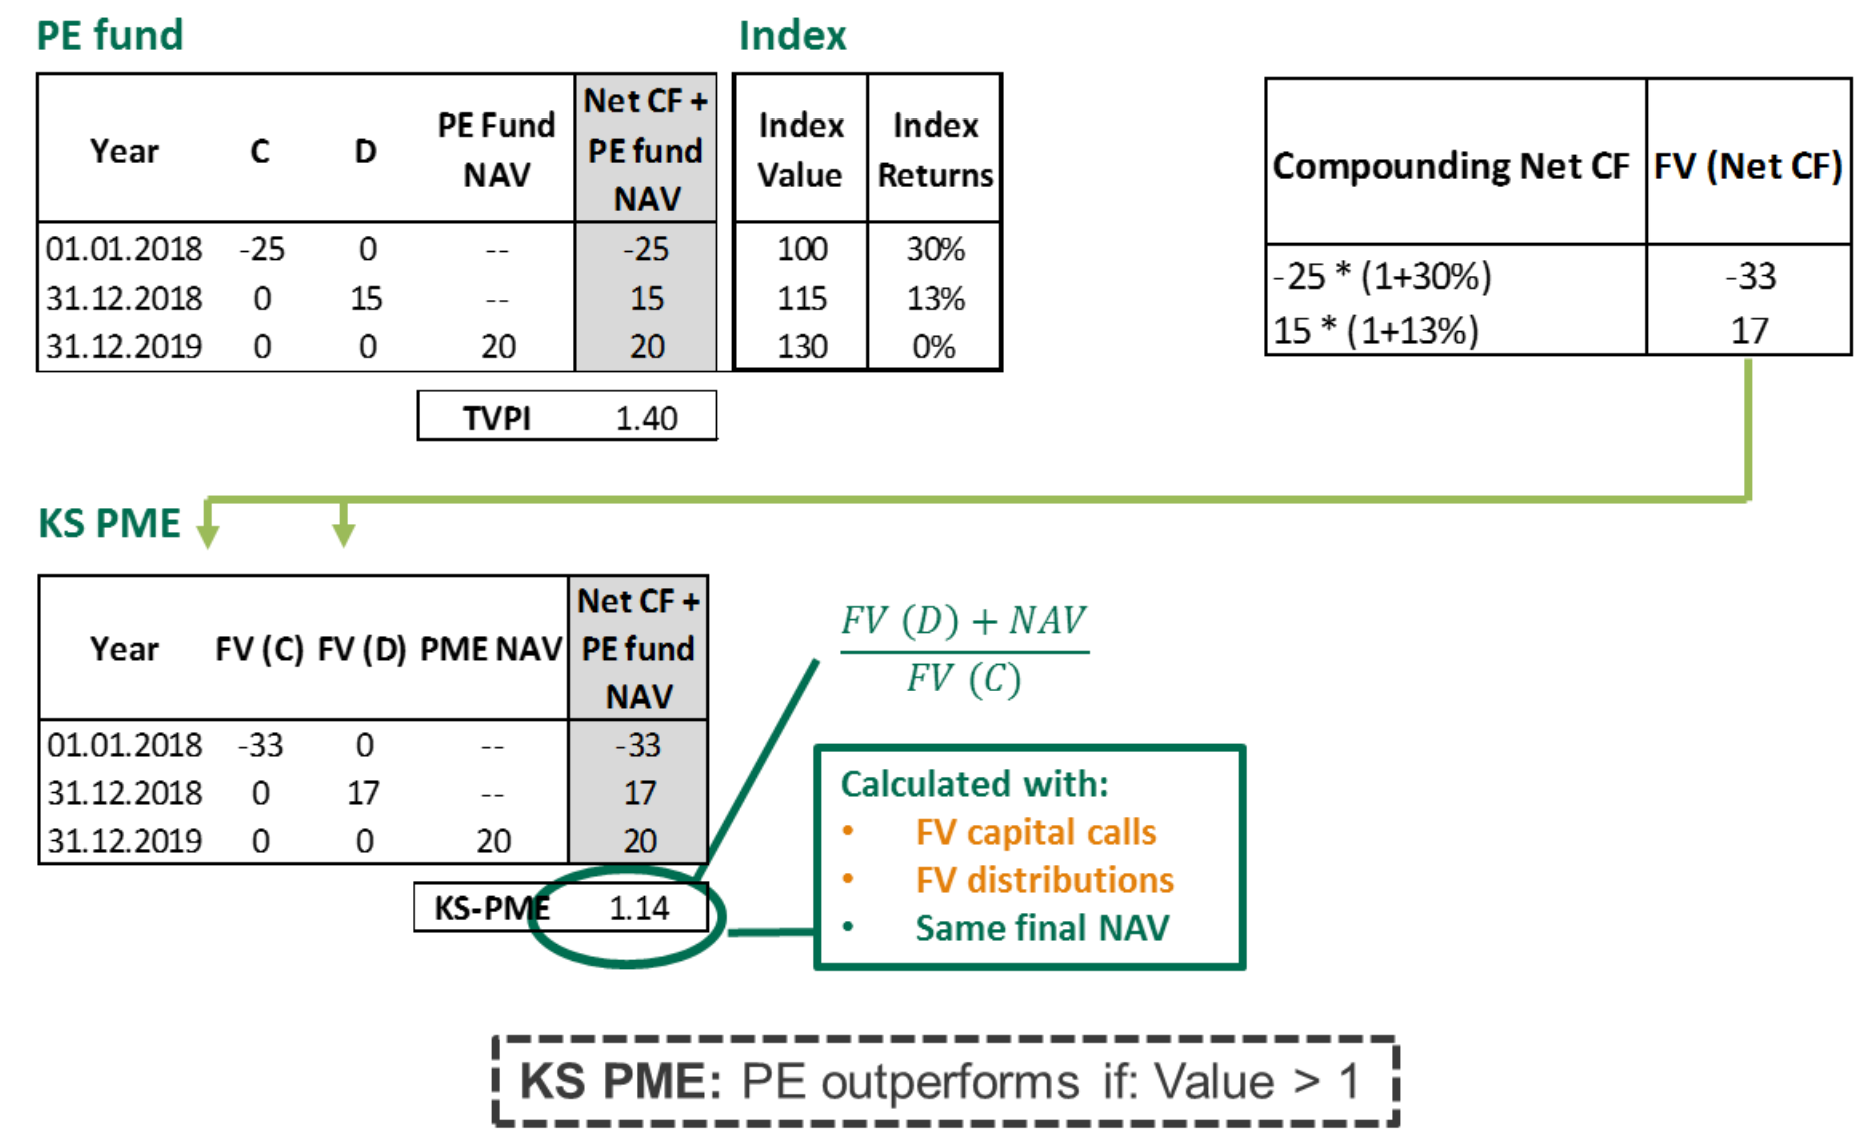 PE fund
Index
Year C D PE Fund NAV Net CF + PE fund NAV Index Value Index Returns
01.01.2018 -25 0 -- -25 100 30%
31.12.2018 0 15 -- 15 115 13%
31.12.2019 0 0 20 20 130 0%
TVPI 1.40
Compounding Net CF FV (Net CF)
-25 * (1+30%) -33
15 * (1+13%) 17
KS PME
Year FV (C) FV (D) PME NAV Net CF + PE fund NAV
01.01.2018 -33 0 -- -33
31.12.2018 0 17 -- 17
31.12.2019 0 0 20 20
KS-PME 1.14
FV (D) + NAV
FV (C)
Calculated with:
• FV capital calls
• FV distributions
• Same final NAV
KS PME: PE outperforms if: Value > 1